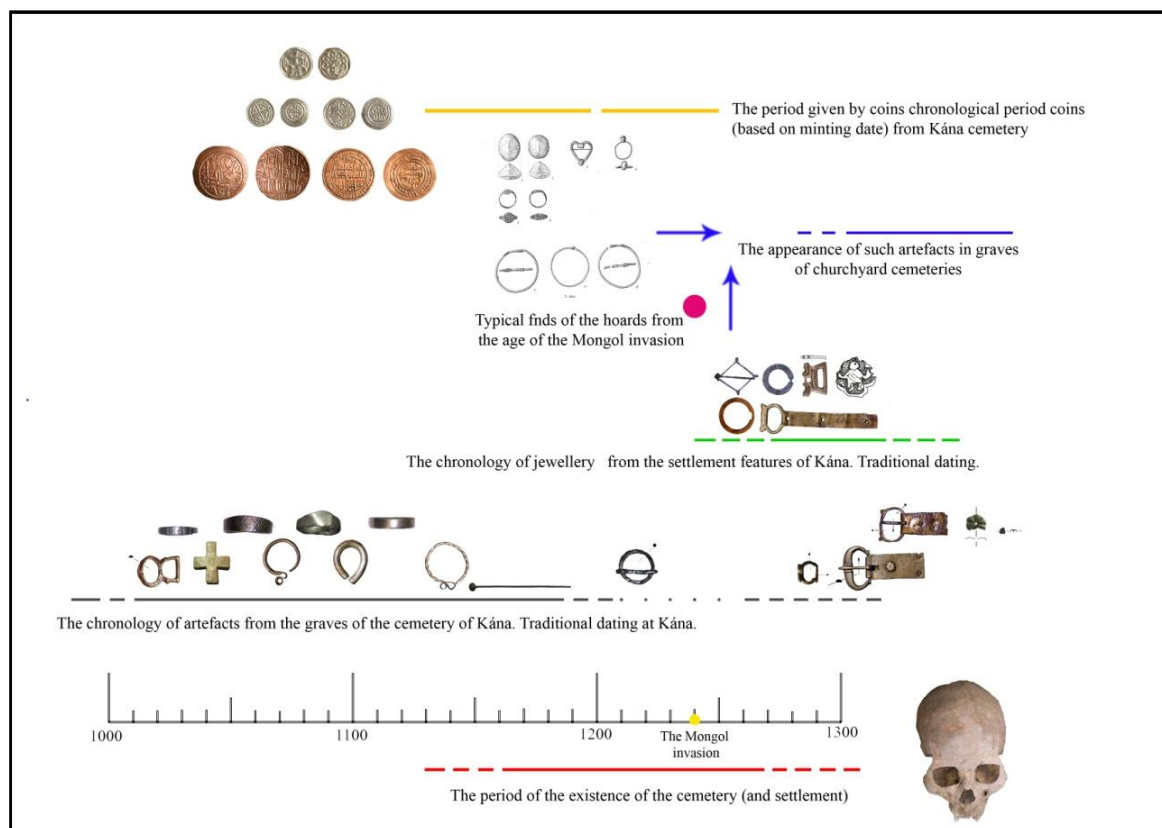 The period given by coins chronological period coins
(based on minting date) from Kána cemetery
The appearance of such artefacts in graves
of churchyard cemeteries
Typical fnds of the hoards from
the age of the Mongol invasion
The chronology of jewellery from the settlement features of Kána. Traditional dating.
The chronology of artefacts from the graves of the cemetery of Kána. Traditional dating at Kána.
1000
1100
1200
1300
The Mongol
invasion
The period of the existence of the cemetery (and settlement)